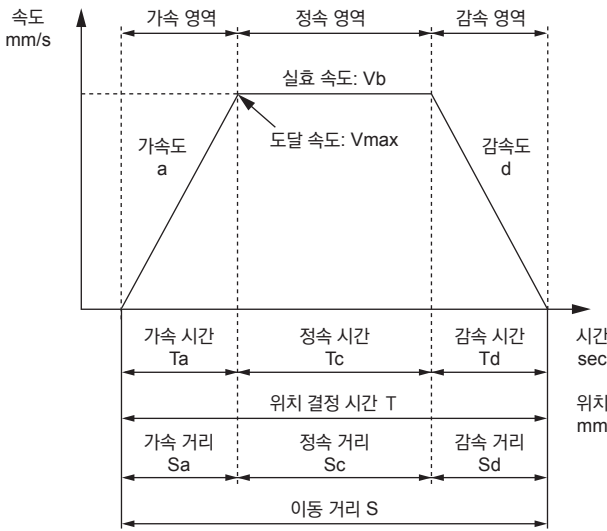 속도
mm/s
가속 영역
정속 영역
감속 영역
실효 속도: Vb
도달 속도: Vmax
가속도
a
감속도
d
가속 시간
Ta
정속 시간
Tc
감속 시간
Td
시간
sec
위치 결정 시간 T
위치
mm
가속 거리
Sa
정속 거리
Sc
감속 거리
Sd
이동 거리 S